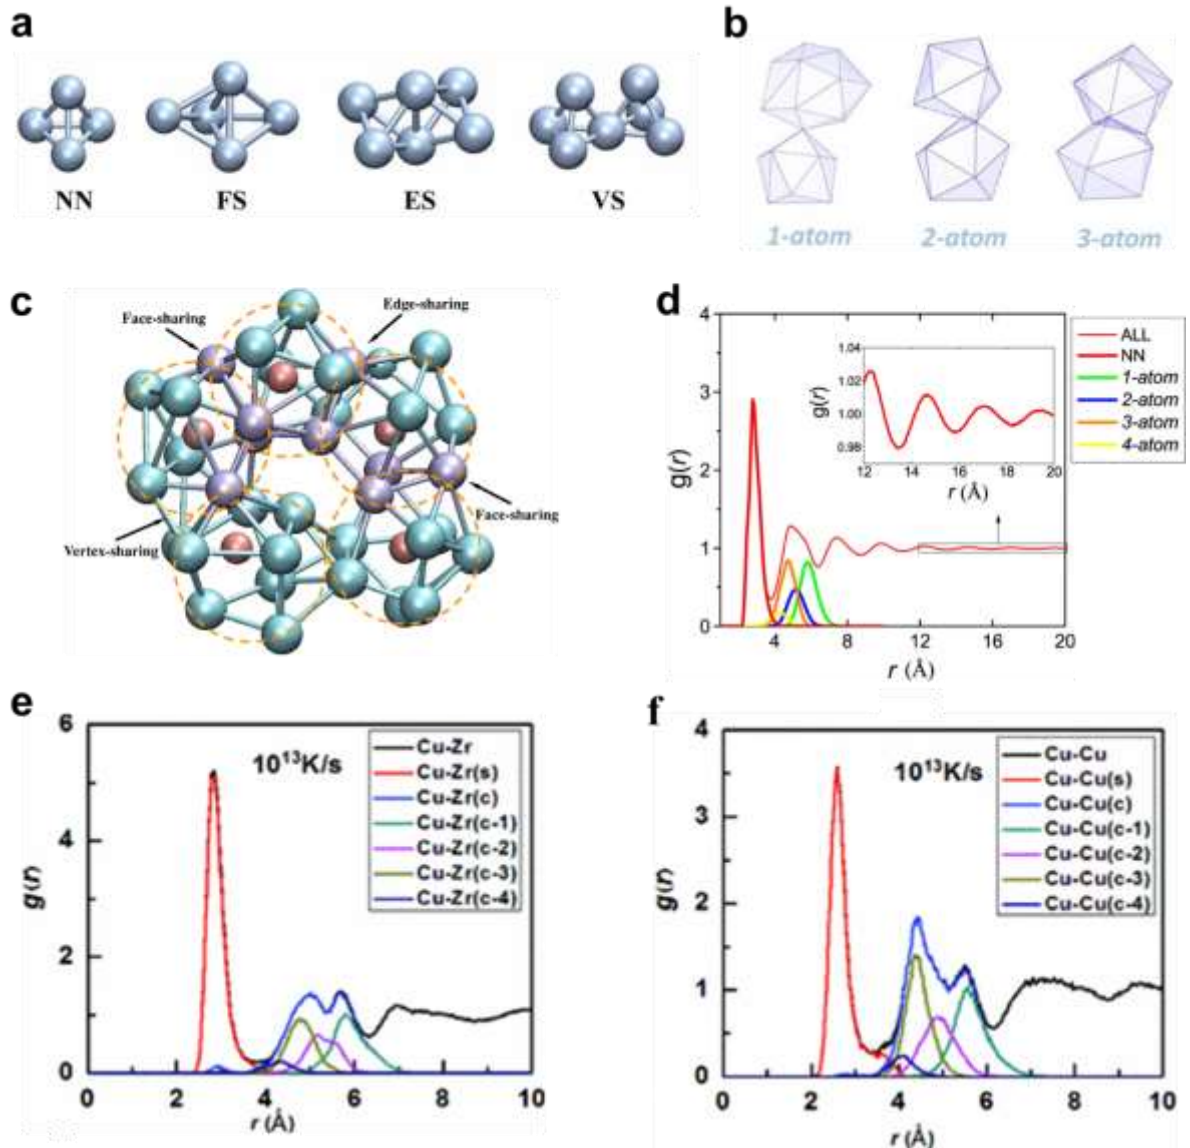 a
NN FS ES VS
b
1-atom 2-atom 3-atom
c
Face-sharing
Edge-sharing
Face-sharing
Vertex-sharing
d
4
3
2
1
0
g(r)
4 8 12 16 20
r (Å)
1.04
1.02
1.00
0.98
g(r)
12 14 16 18 20
r (Å)
ALL
NN
1-atom
2-atom
3-atom
4-atom
e
6
4
2
0
g(r)
0 2 4 6 8 10
r (Å)
10¹³K/s
Cu-Zr
Cu-Zr(s)
Cu-Zr(c)
Cu-Zr(c-1)
Cu-Zr(c-2)
Cu-Zr(c-3)
Cu-Zr(c-4)
f
4
3
2
1
0
g(r)
0 2 4 6 8 10
r (Å)
10¹³K/s
Cu-Cu
Cu-Cu(s)
Cu-Cu(c)
Cu-Cu(c-1)
Cu-Cu(c-2)
Cu-Cu(c-3)
Cu-Cu(c-4)